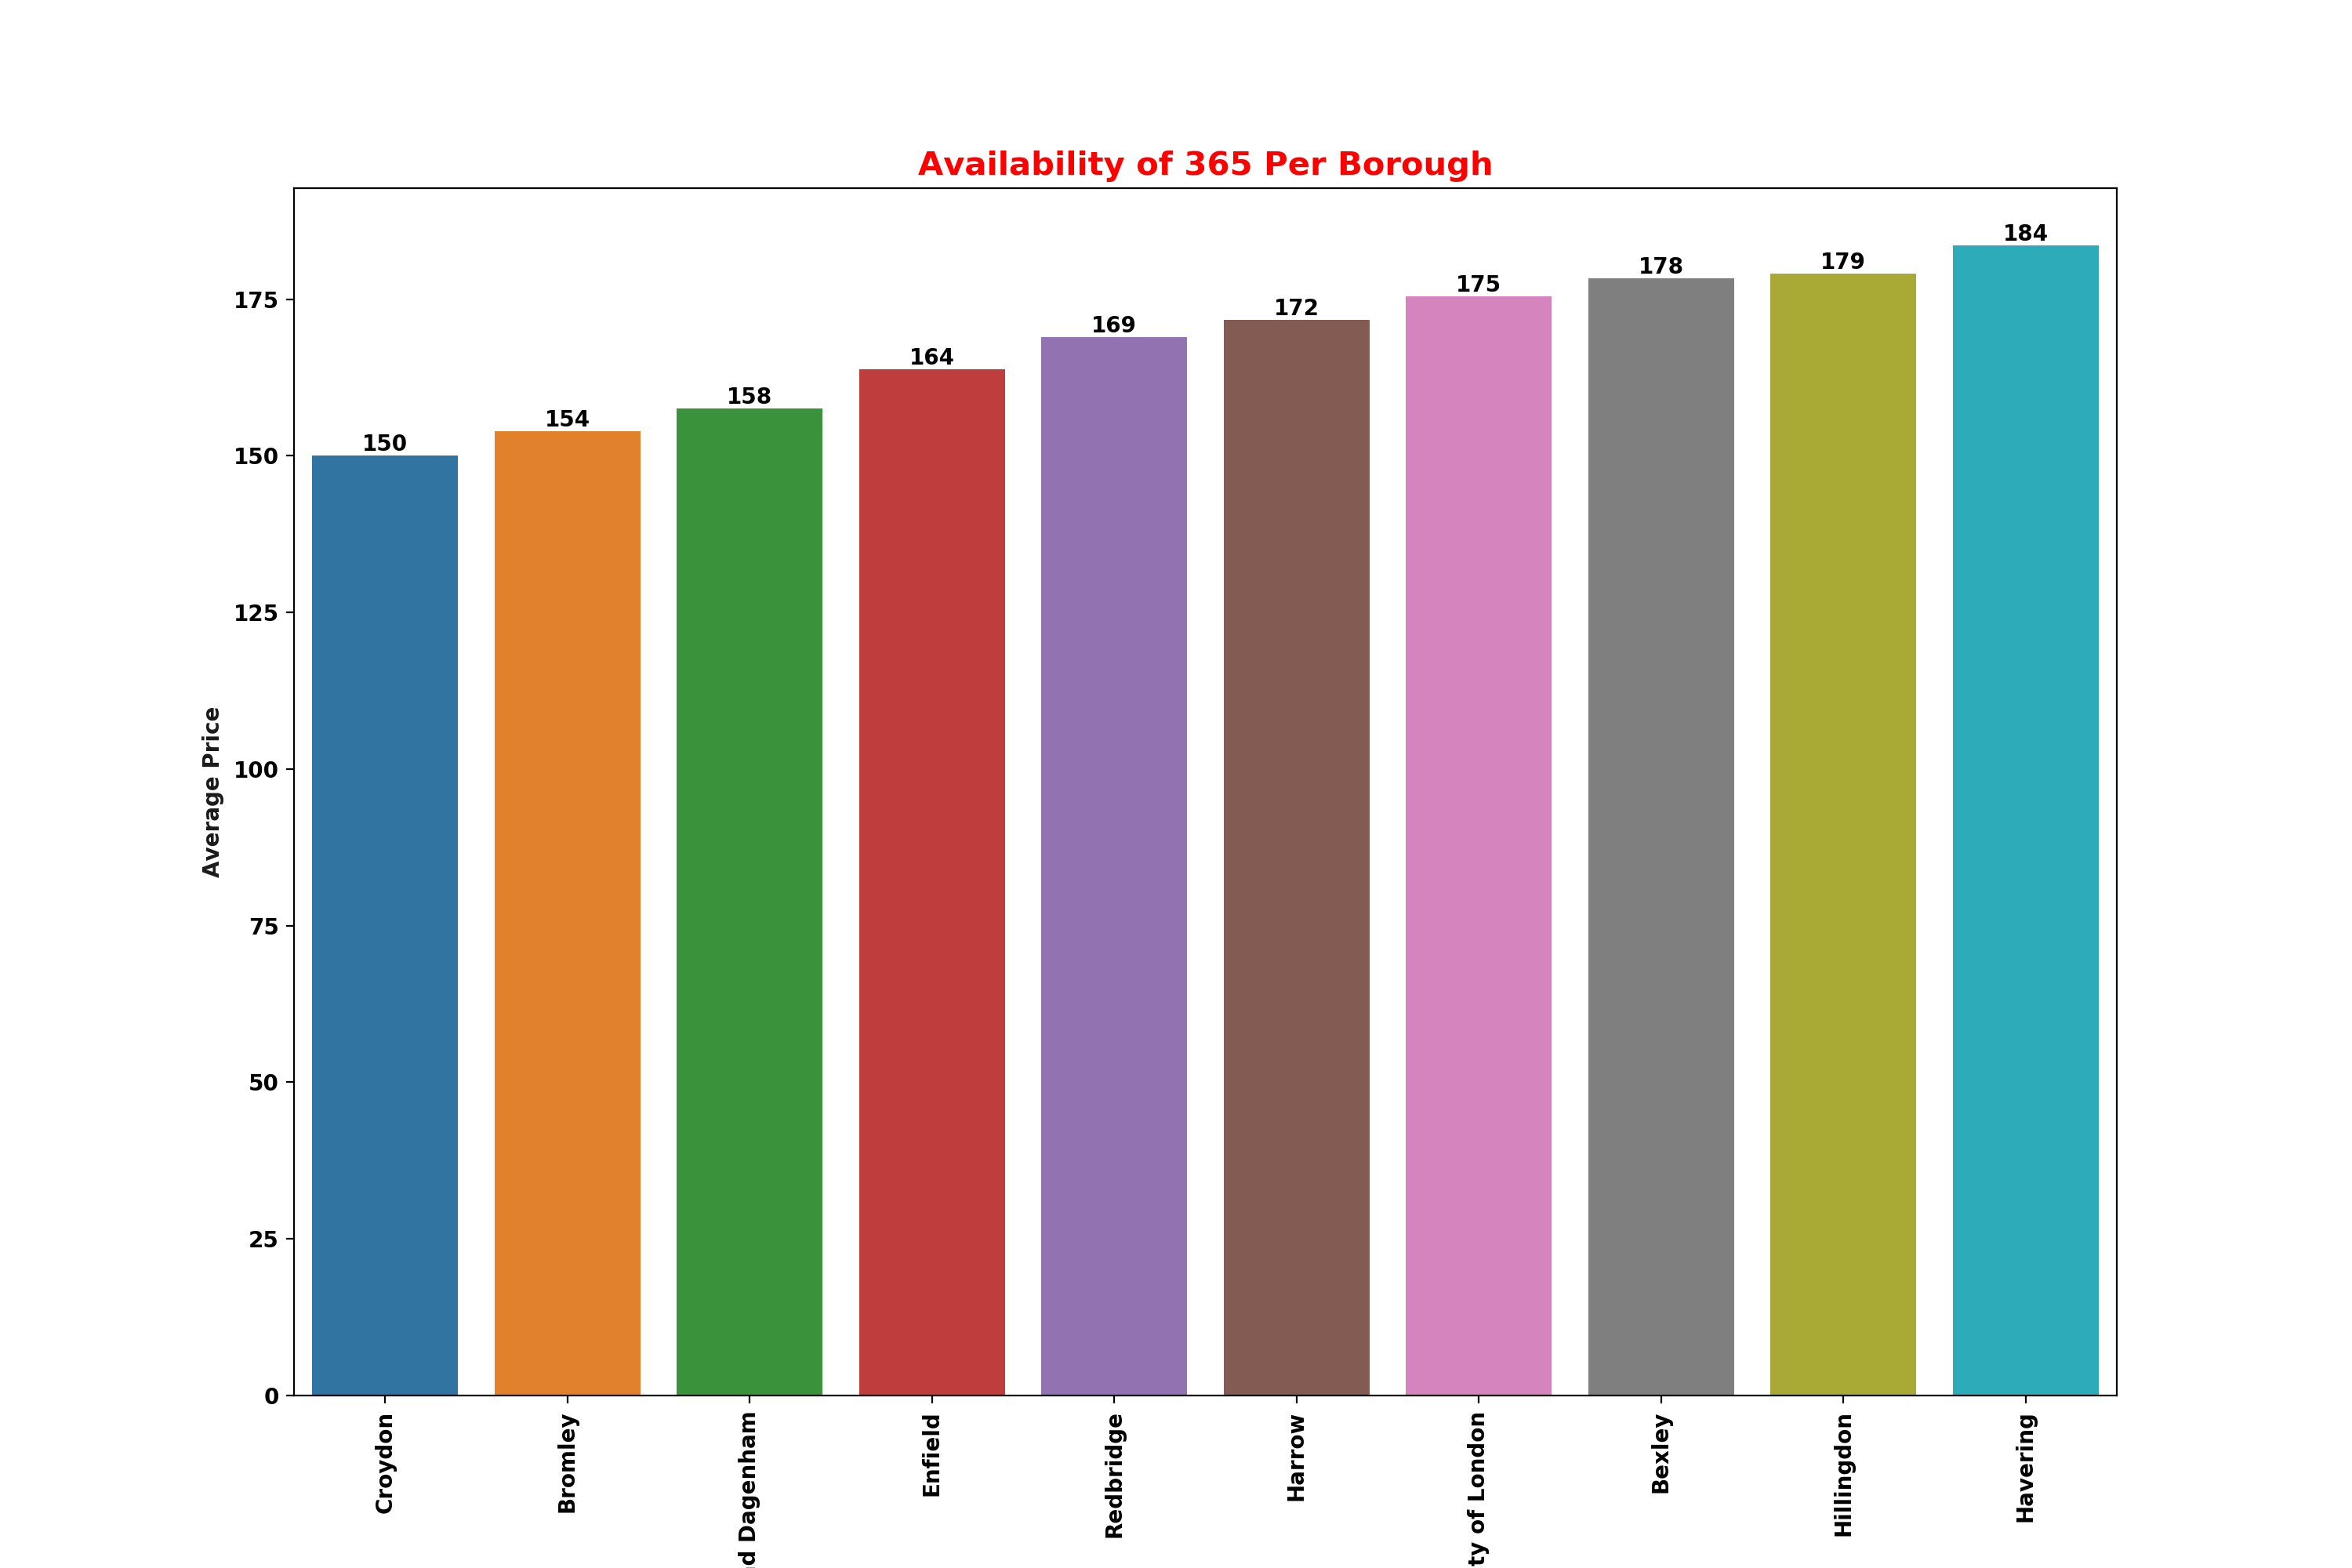 Availability of 365 Per Borough
184
179
178
175
172
169
164
158
154
150
175
150
125
100
75
50
25
0
Average Price
Croydon
Bromley
d Dagenham
Enfield
Redbridge
Harrow
ty of London
Bexley
Hilllingdon
Havering